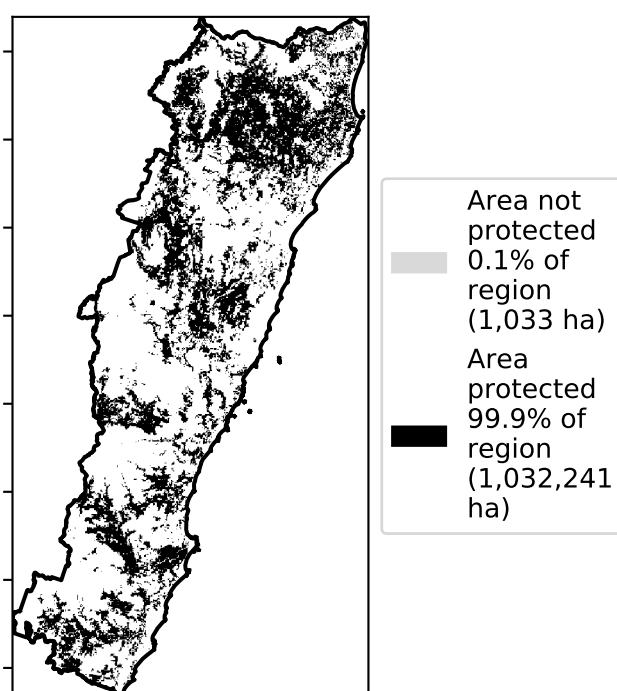 Area not
protected
0.1% of
region
(1,033 ha)
Area
protected
99.9% of
region
(1,032,241
ha)